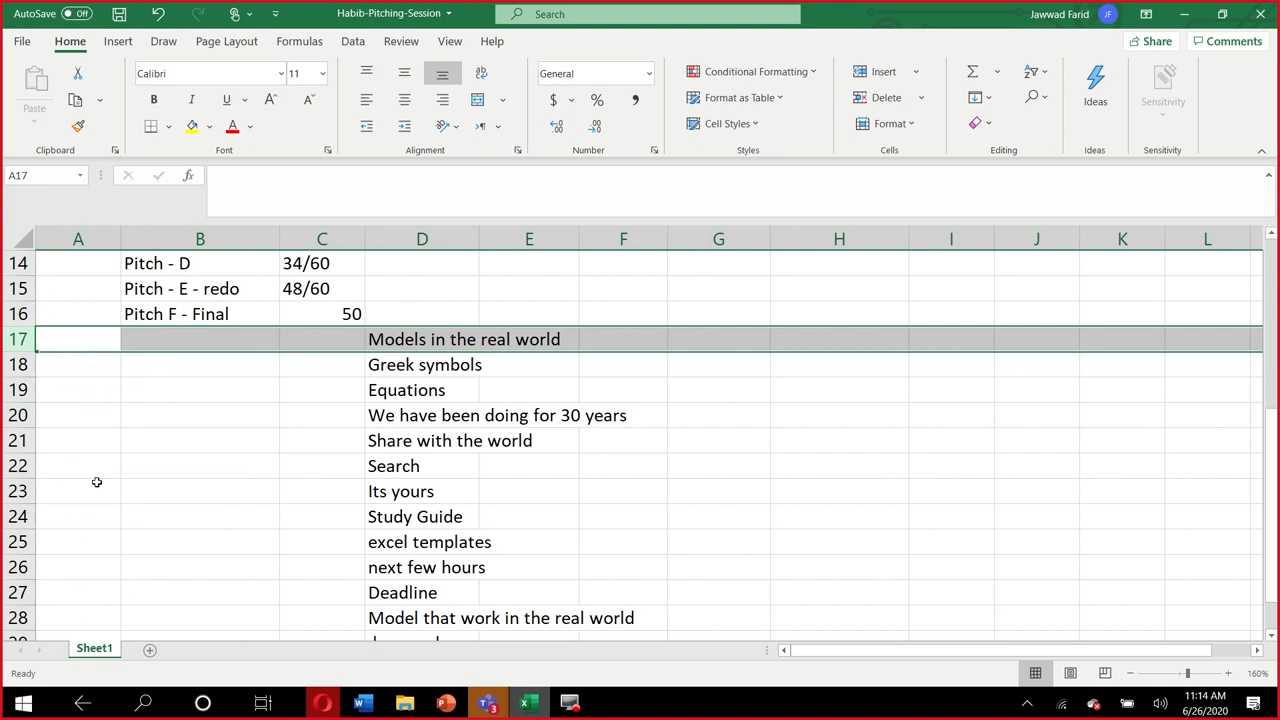 AutoSave Off
Habib-Pitching-Session
Search
Jawwad Farid JF
File Home Insert Draw Page Layout Formulas Data Review View Help
Share Comments
Paste
Calibri 11
B I U A A
A
ab
General
$ % ,
Conditional Formatting
Format as Table
Cell Styles
Insert
Delete
Format
Ideas
Sensitivity
Clipboard Font Alignment Number Styles Cells Editing Ideas Sensitivity
A17 fx
A B C D E F G H I J K L
14 Pitch - D 34/60
15 Pitch - E - redo 48/60
16 Pitch F - Final 50
17 Models in the real world
18 Greek symbols
19 Equations
20 We have been doing for 30 years
21 Share with the world
22 Search
23 Its yours
24 Study Guide
25 excel templates
26 next few hours
27 Deadline
28 Model that work in the real world
Sheet1
Ready
160%
3
11:14 AM
6/26/2020